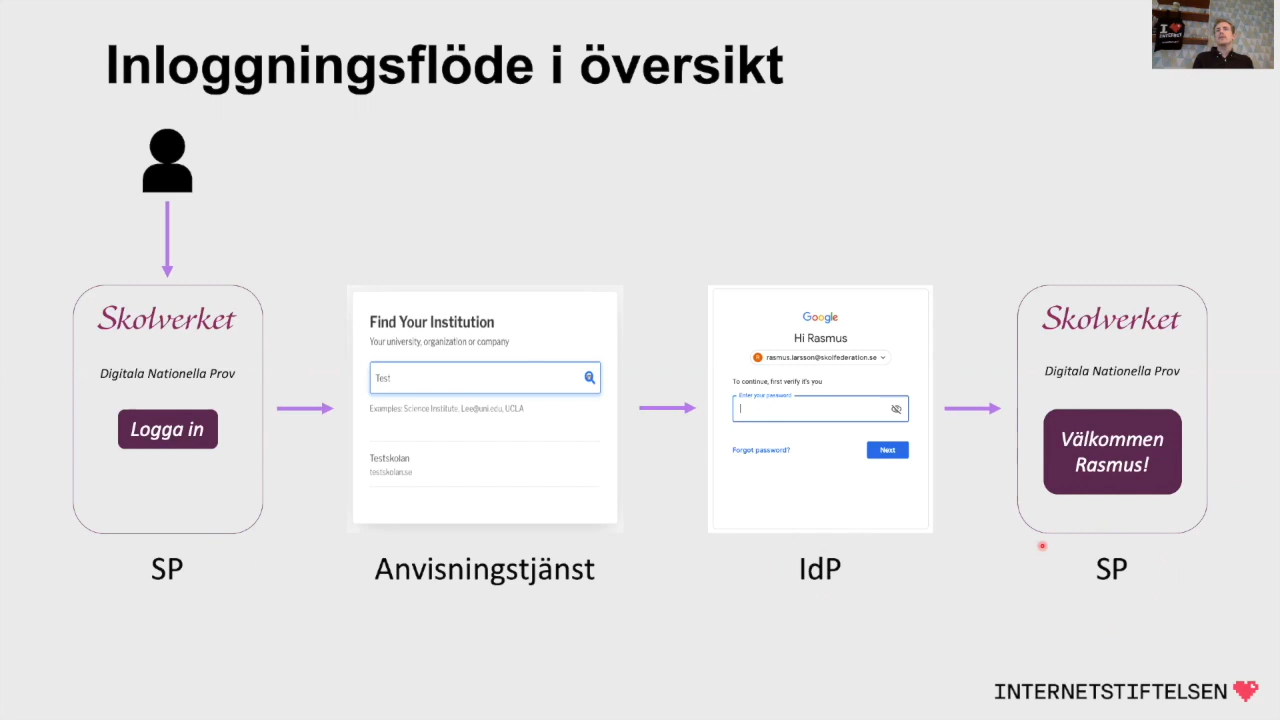 Inloggningsflöde i översikt
Skolverket
Digitala Nationella Prov
Logga in
SP
Find Your Institution
Your university, organization or company
Test
Examples: Science Institute, Lee@uni.edu, UCLA
Testskolan
testskolan.se
Anvisningstjänst
Google
Hi Rasmus
rasmus.larsson@skolfederation.se
To continue, first verify it's you
Enter your password
Forgot password?
Next
IdP
Skolverket
Digitala Nationella Prov
Välkommen
Rasmus!
SP
INTERNETSTIFTELSEN